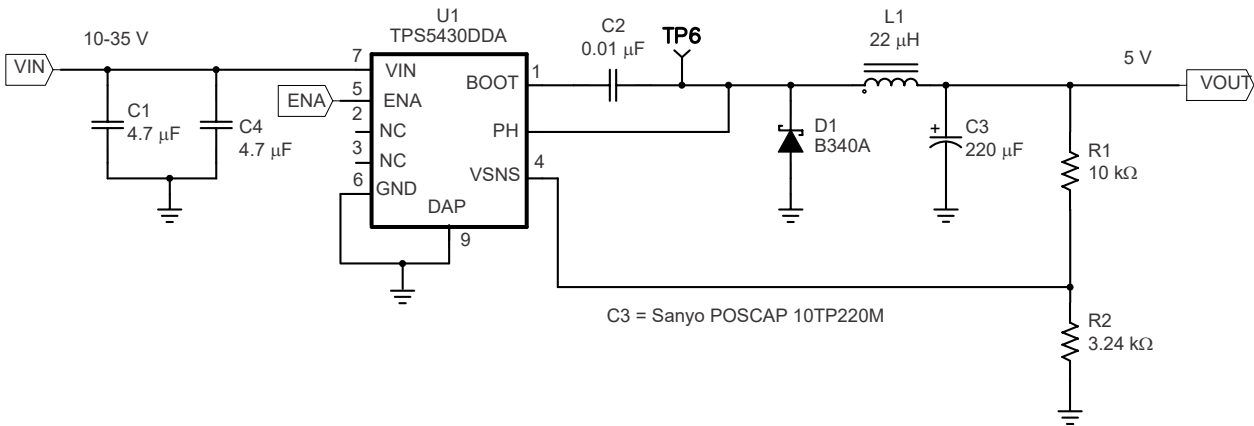 U1
TPS5430DDA
10-35 V
VIN
C1
4.7 μF
C4
4.7 μF
ENA
7
5
2
3
6
VIN
ENA
NC
NC
GND
DAP
9
BOOT
PH
VSNS
1
4
C2
0.01 μF
TP6
D1
B340A
L1
22 μH
C3
220 μF
+
5 V
VOUT
R1
10 kΩ
R2
3.24 kΩ
C3 = Sanyo POSCAP 10TP220M